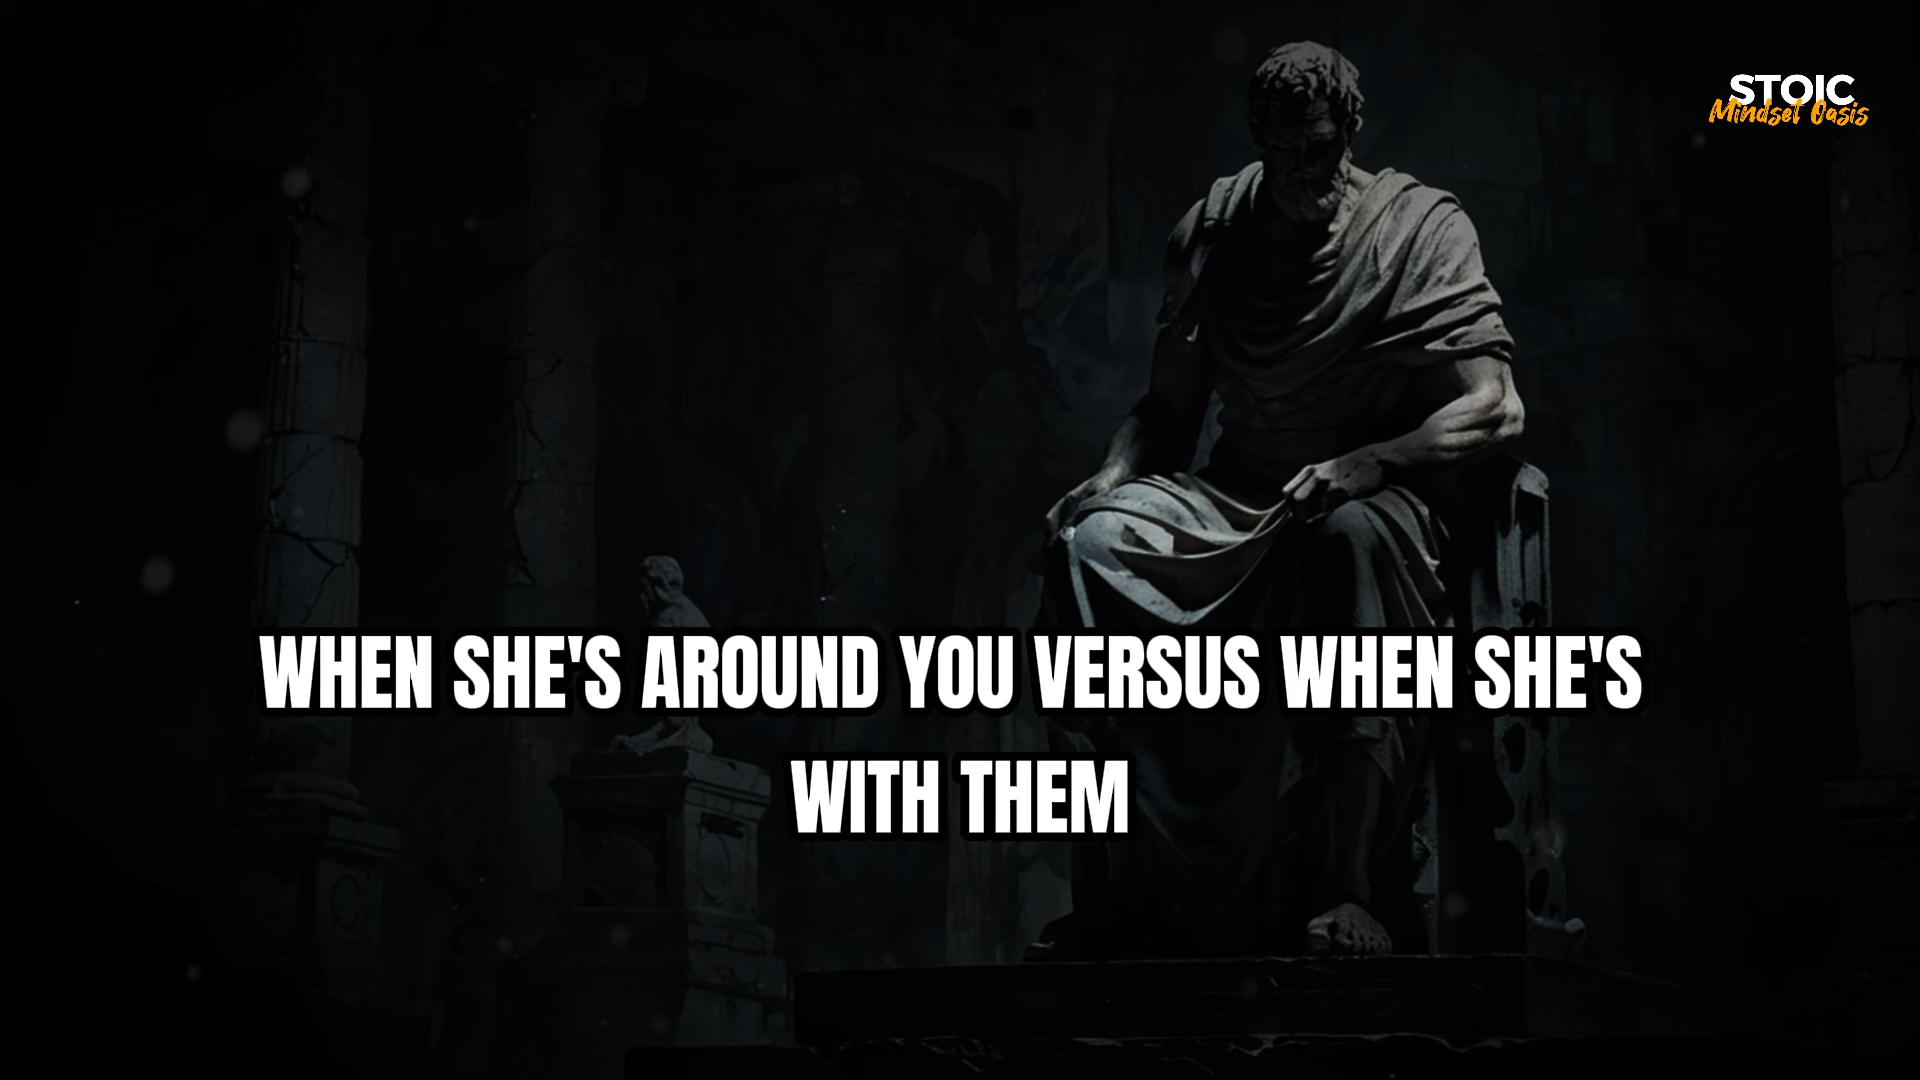 STOIC
Mindset Oasis
WHEN SHE'S AROUND YOU VERSUS WHEN SHE'S
WITH THEM